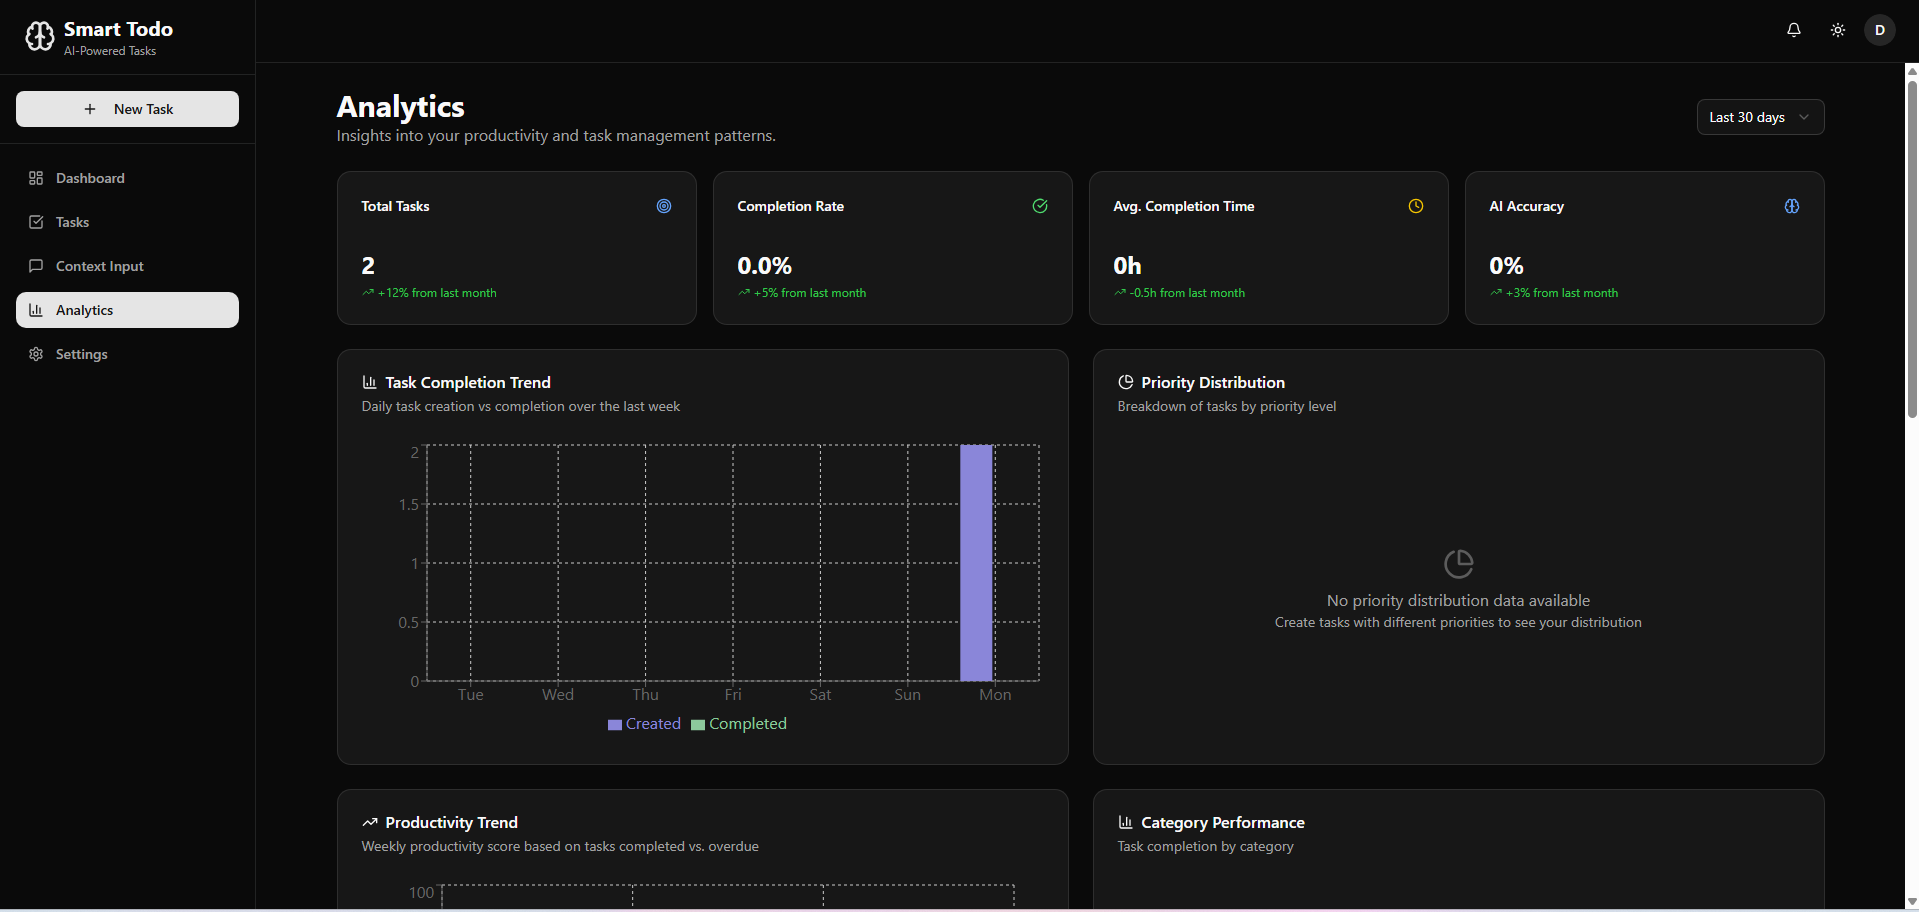 Smart Todo
AI-Powered Tasks
D
New Task
Dashboard
Tasks
Context Input
Analytics
Settings
Analytics
Insights into your productivity and task management patterns.
Last 30 days
Total Tasks
2
+12% from last month
Completion Rate
0.0%
+5% from last month
Avg. Completion Time
0h
-0.5h from last month
AI Accuracy
0%
+3% from last month
Task Completion Trend
Daily task creation vs completion over the last week
2
1.5
1
0.5
0
Tue Wed Thu Fri Sat Sun Mon
Created Completed
Priority Distribution
Breakdown of tasks by priority level
No priority distribution data available
Create tasks with different priorities to see your distribution
Productivity Trend
Weekly productivity score based on tasks completed vs. overdue
100
Category Performance
Task completion by category